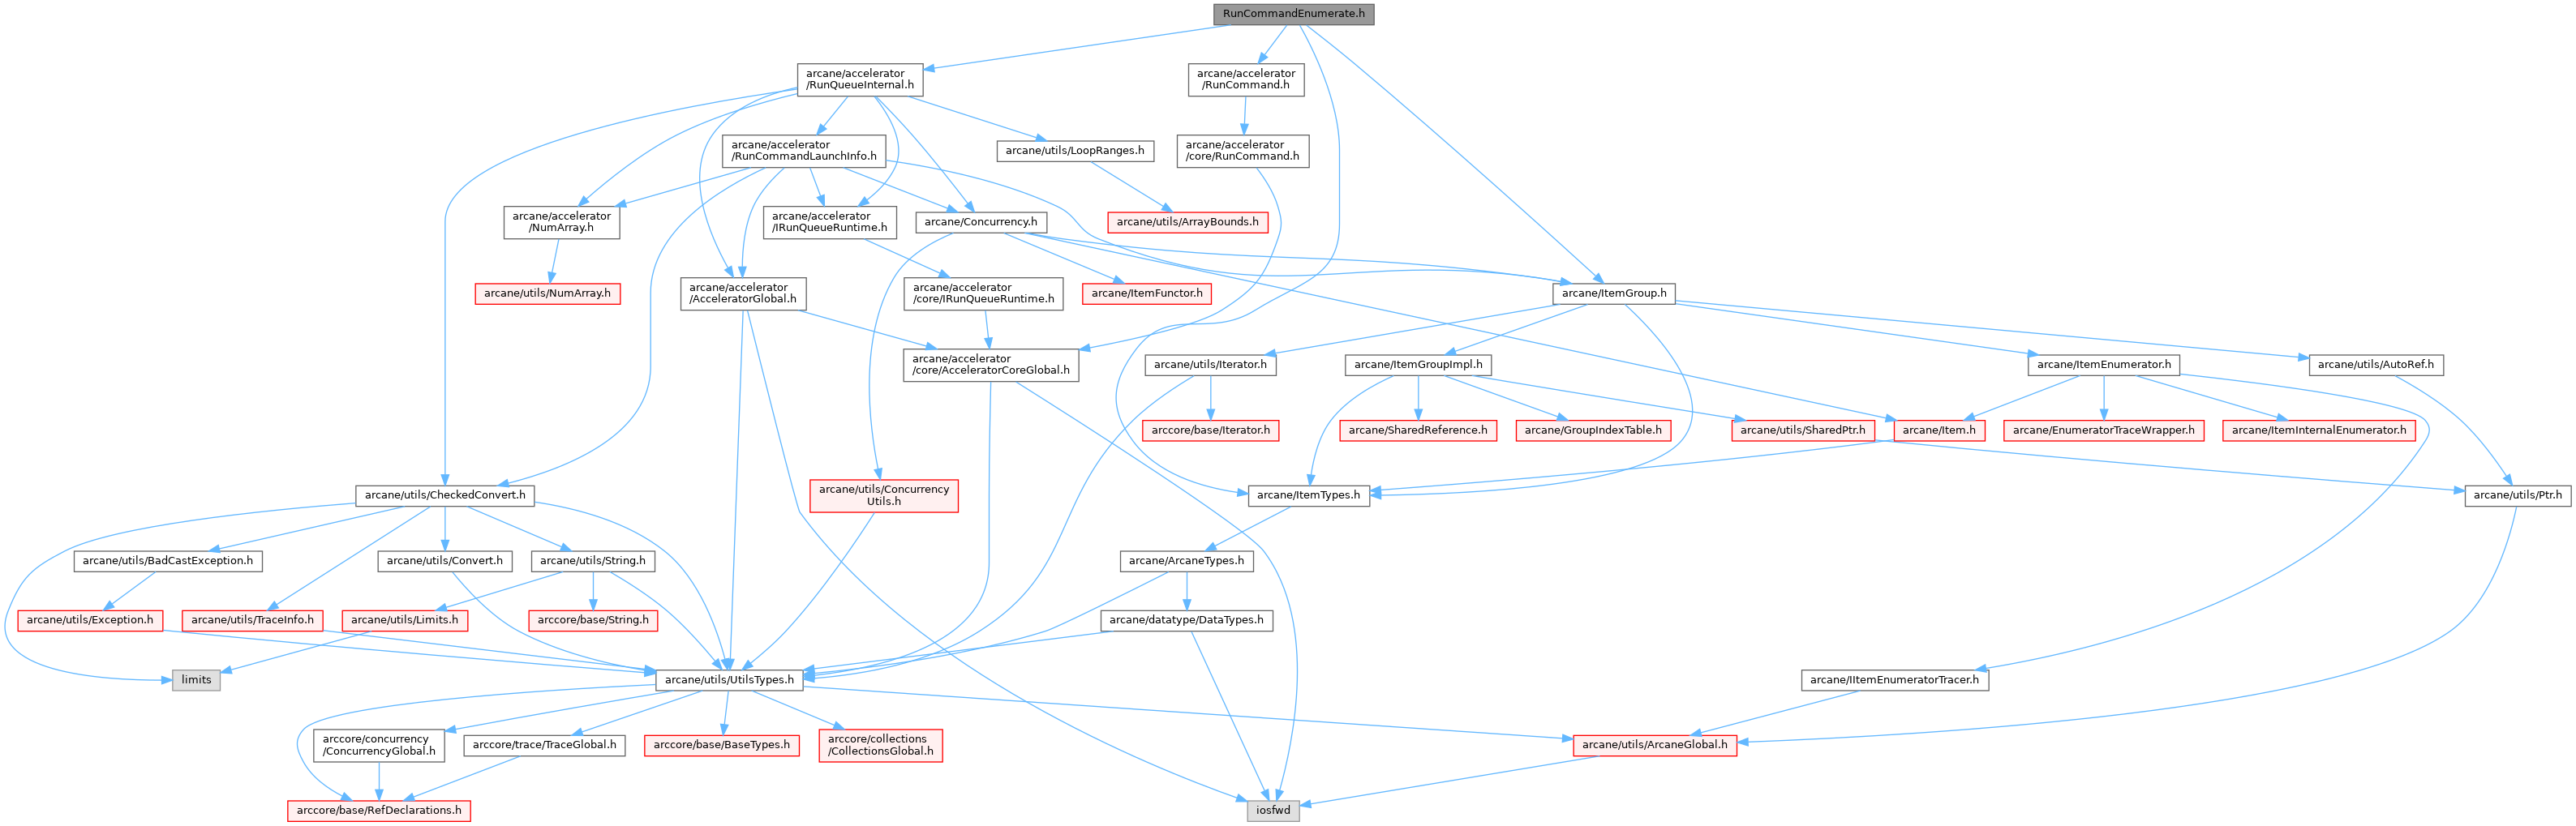 RunCommandEnumerate.h
arcane/accelerator
/RunQueueInternal.h
arcane/accelerator
/RunCommand.h
arcane/accelerator
/RunCommandLaunchInfo.h
arcane/utils/LoopRanges.h
arcane/accelerator
/core/RunCommand.h
arcane/accelerator
/NumArray.h
arcane/accelerator
/IRunQueueRuntime.h
arcane/Concurrency.h
arcane/utils/ArrayBounds.h
arcane/utils/NumArray.h
arcane/accelerator
/AcceleratorGlobal.h
arcane/accelerator
/core/IRunQueueRuntime.h
arcane/ItemFunctor.h
arcane/ItemGroup.h
arcane/accelerator
/core/AcceleratorCoreGlobal.h
arcane/utils/Iterator.h
arcane/ItemGroupImpl.h
arcane/ItemEnumerator.h
arcane/utils/AutoRef.h
arccore/base/Iterator.h
arcane/SharedReference.h
arcane/GroupIndexTable.h
arcane/utils/SharedPtr.h
arcane/Item.h
arcane/EnumeratorTraceWrapper.h
arcane/ItemInternalEnumerator.h
arcane/utils/CheckedConvert.h
arcane/utils/Concurrency
Utils.h
arcane/ItemTypes.h
arcane/utils/Ptr.h
arcane/utils/BadCastException.h
arcane/utils/Convert.h
arcane/utils/String.h
arcane/ArcaneTypes.h
arcane/utils/Exception.h
arcane/utils/TraceInfo.h
arcane/utils/Limits.h
arccore/base/String.h
arcane/datatype/DataTypes.h
limits
arcane/utils/UtilsTypes.h
arcane/IItemEnumeratorTracer.h
arccore/concurrency
/ConcurrencyGlobal.h
arccore/trace/TraceGlobal.h
arccore/base/BaseTypes.h
arccore/collections
/CollectionsGlobal.h
arcane/utils/ArcaneGlobal.h
arccore/base/RefDeclarations.h
iosfwd